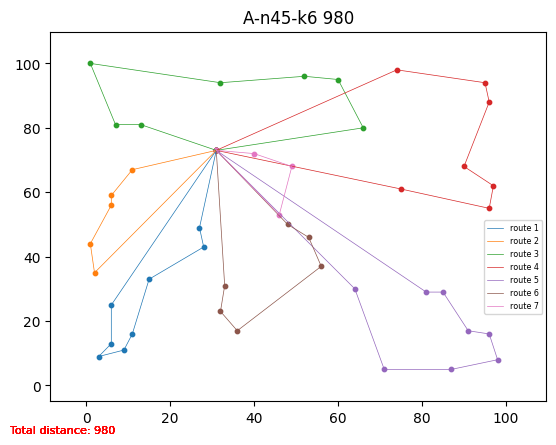 A-n45-k6 980
100
80
60
40
20
0
route 1
route 2
route 3
route 4
route 5
route 6
route 7
0 20 40 60 80 100
Total distance: 980